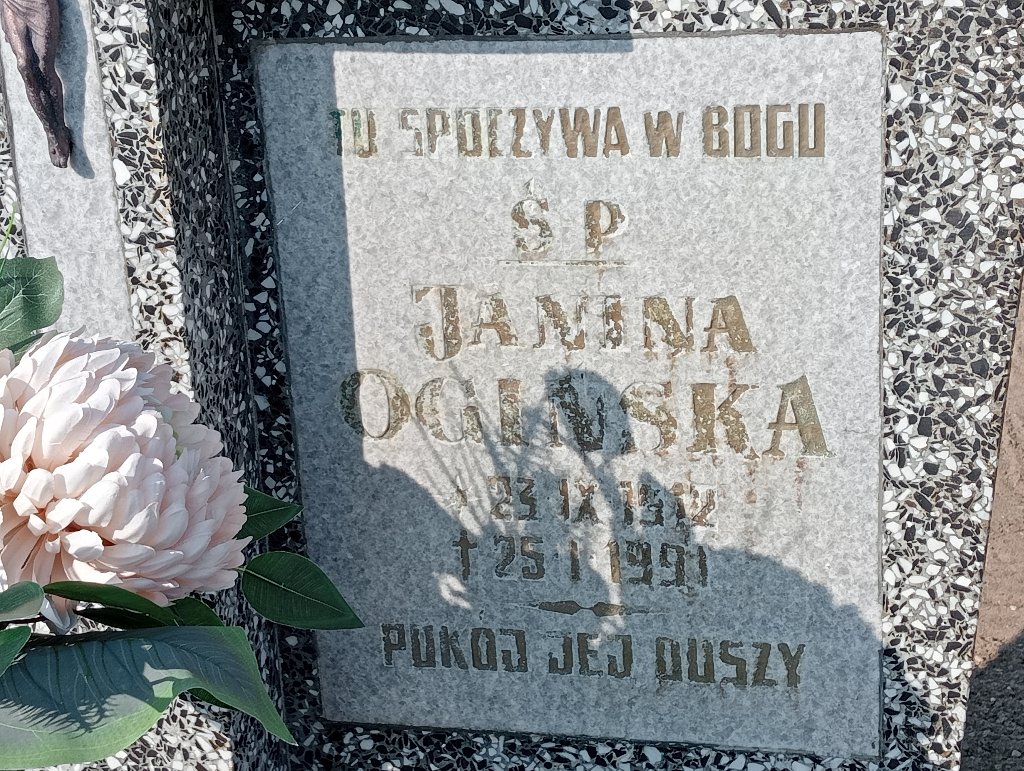 TU SPOCZYWA W BOGU
Ś P
JANINA
OGIŃSKA
* 23 IX 1912
† 25 I 1991
POKÓJ JEJ DUSZY